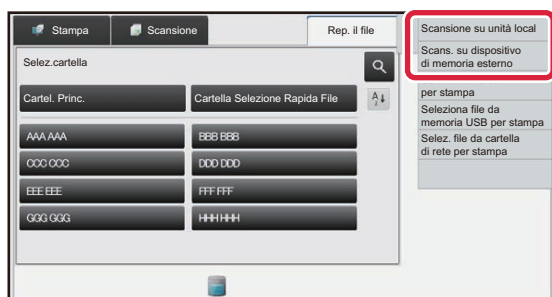 Stampa
Scansione
Rep. il file
Selez.cartella
Cartel. Princ.
Cartella Selezione Rapida File
AAA AAA
BBB BBB
CCC CCC
DDD DDD
EEE EEE
FFF FFF
GGG GGG
HHH HHH
Scansione su unità local
Scans. su dispositivo
di memoria esterno
per stampa
Seleziona file da
memoria USB per stampa
Selez. file da cartella
di rete per stampa